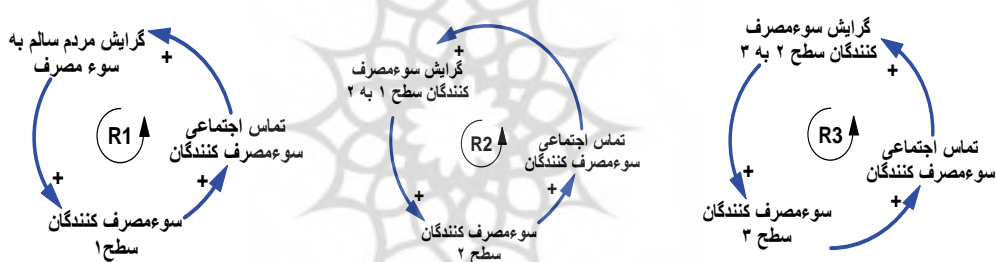 گرایش مردم سالم به
سوء مصرف
+
R1
تماس اجتماعی
سوءمصرف کنندگان
+
+
سوءمصرف کنندگان
سطح۱
+
گرایش سوءمصرف
کنندگان سطح ۱ به ۲
R2
تماس اجتماعی
سوءمصرف کنندگان
+
+
سوءمصرف کنندگان
سطح ۲
گرایش سوءمصرف
کنندگان سطح ۲ به ۳
+
R3
تماس اجتماعی
سوءمصرف کنندگان
+
+
سوءمصرف کنندگان
سطح ۳